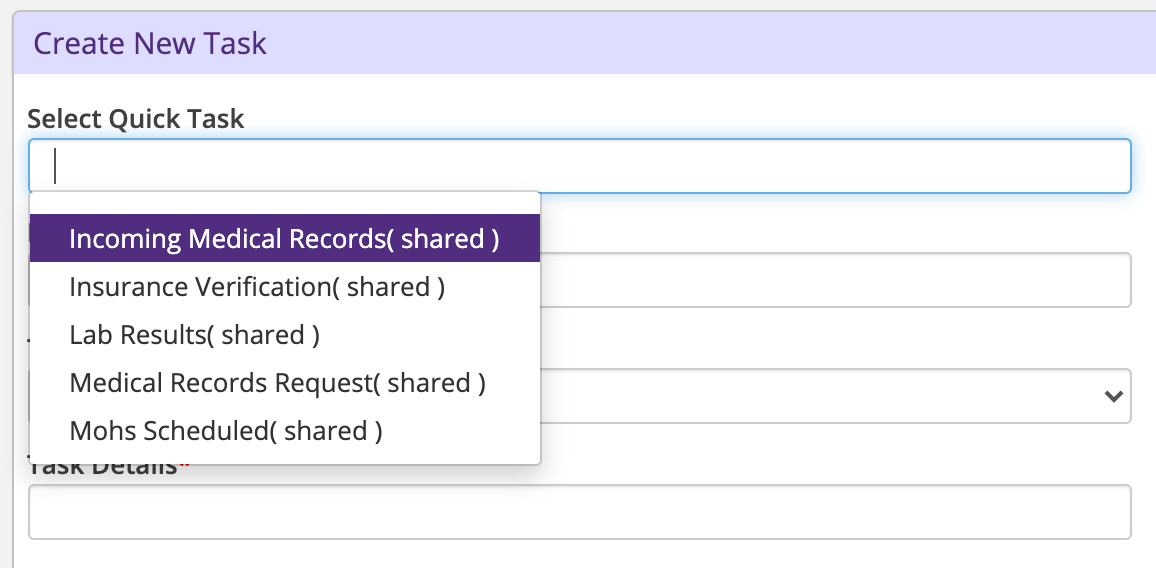 Create New Task
Select Quick Task
Incoming Medical Records( shared )
Insurance Verification( shared )
Lab Results( shared )
Medical Records Request( shared )
Mohs Scheduled( shared )
Task Details*